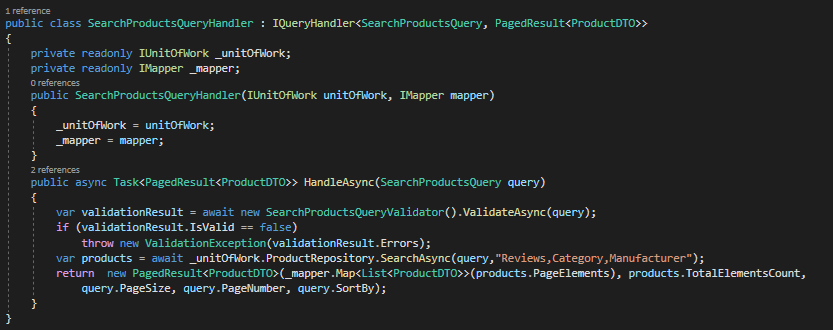 1 reference
public class SearchProductsQueryHandler : IQueryHandler<SearchProductsQuery, PagedResult<ProductDTO>>
{
private readonly IUnitOfWork _unitOfWork;
private readonly IMapper _mapper;
0 references
public SearchProductsQueryHandler(IUnitOfWork unitOfWork, IMapper mapper)
{
_unitOfWork = unitOfWork;
_mapper = mapper;
}
2 references
public async Task<PagedResult<ProductDTO>> HandleAsync(SearchProductsQuery query)
{
var validationResult = await new SearchProductsQueryValidator().ValidateAsync(query);
if (validationResult.IsValid == false)
throw new ValidationException(validationResult.Errors);
var products = await _unitOfWork.ProductRepository.SearchAsync(query,"Reviews,Category,Manufacturer");
return  new PagedResult<ProductDTO>(_mapper.Map<List<ProductDTO>>(products.PageElements), products.TotalElementsCount,
query.PageSize, query.PageNumber, query.SortBy);
}
}